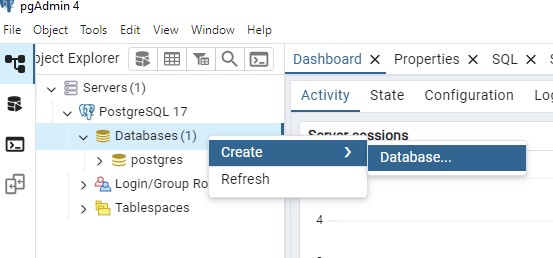 pgAdmin 4
File Object Tools Edit View Window Help
Object Explorer
Dashboard Properties SQL
Servers (1)
Activity State Configuration
PostgreSQL 17
Databases (1)
Server sessions
Create
Database...
postgres
Refresh
Login/Group Ro
4
Tablespaces